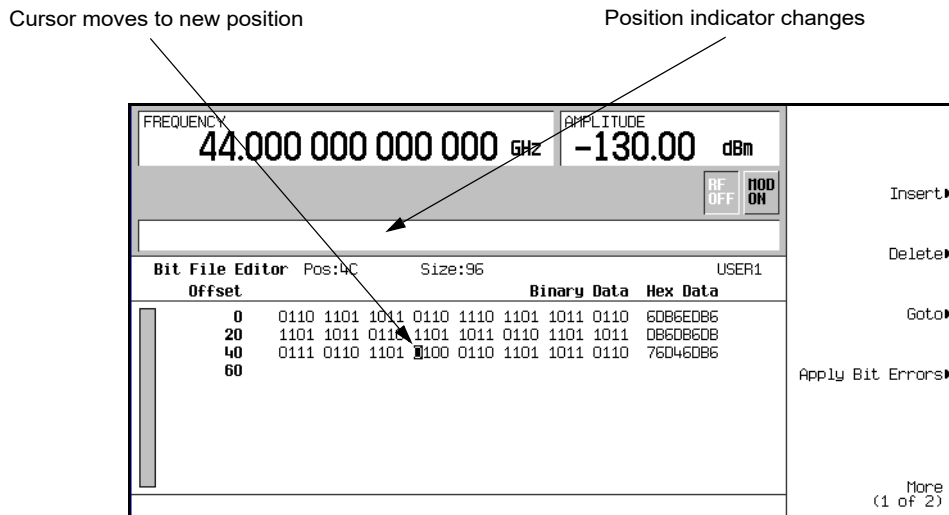 Cursor moves to new position
Position indicator changes
FREQUENCY
44.000 000 000 000 GHz
AMPLITUDE
-130.00 dBm
RF OFF
MOD ON
Insert
Delete
Goto
Apply Bit Errors
More
(1 of 2)
Bit File Editor Pos:4C Size:96 USER1
Offset Binary Data Hex Data
0 0110 1101 1011 0110 1110 1101 1011 0110 6DB6EDB6
20 1101 1011 0110 1101 1011 0110 1101 1011 DB6DB6DB
40 0111 0110 1101 0100 0110 1101 1011 0110 76D46DB6
60